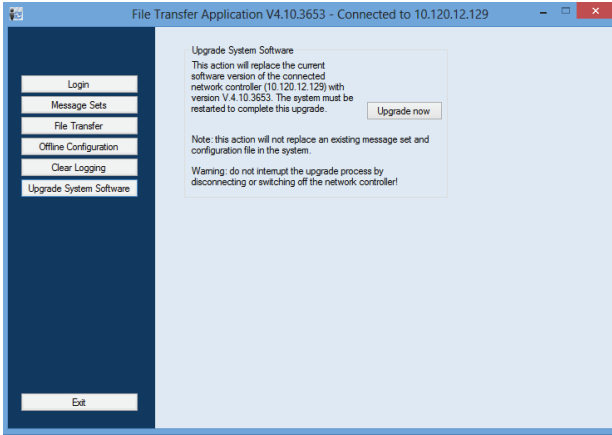 File Transfer Application V4.10.3653 - Connected to 10.120.12.129
Login
Message Sets
File Transfer
Offline Configuration
Clear Logging
Upgrade System Software
Exit
Upgrade System Software
This action will replace the current
software version of the connected
network controller (10.120.12.129) with
version V.4.10.3653. The system must be
restarted to complete this upgrade.
Upgrade now
Note: this action will not replace an existing message set and
configuration file in the system.
Warning: do not interrupt the upgrade process by
disconnecting or switching off the network controller!